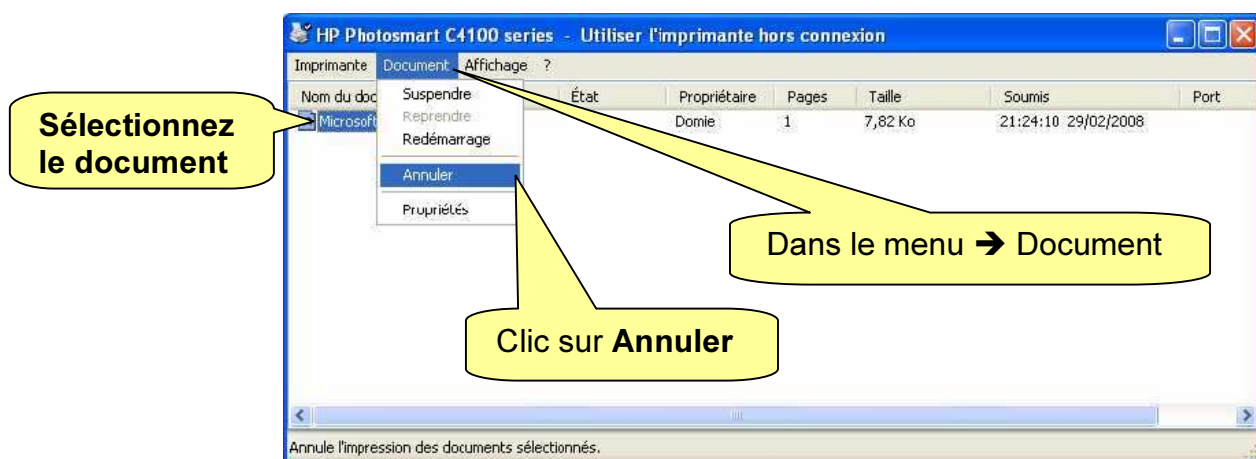 HP Photosmart C4100 series - Utiliser l'imprimante hors connexion
Imprimante Document Affichage ?
Nom du doc État Propriétaire Pages Taille Soumis Port
Microsoft Domie 1 7,82 Ko 21:24:10 29/02/2008
Suspendre
Reprendre
Redémarrage
Annuler
Propriétés
Sélectionnez
le document
Dans le menu ➔ Document
Clic sur Annuler
Annule l'impression des documents sélectionnés.